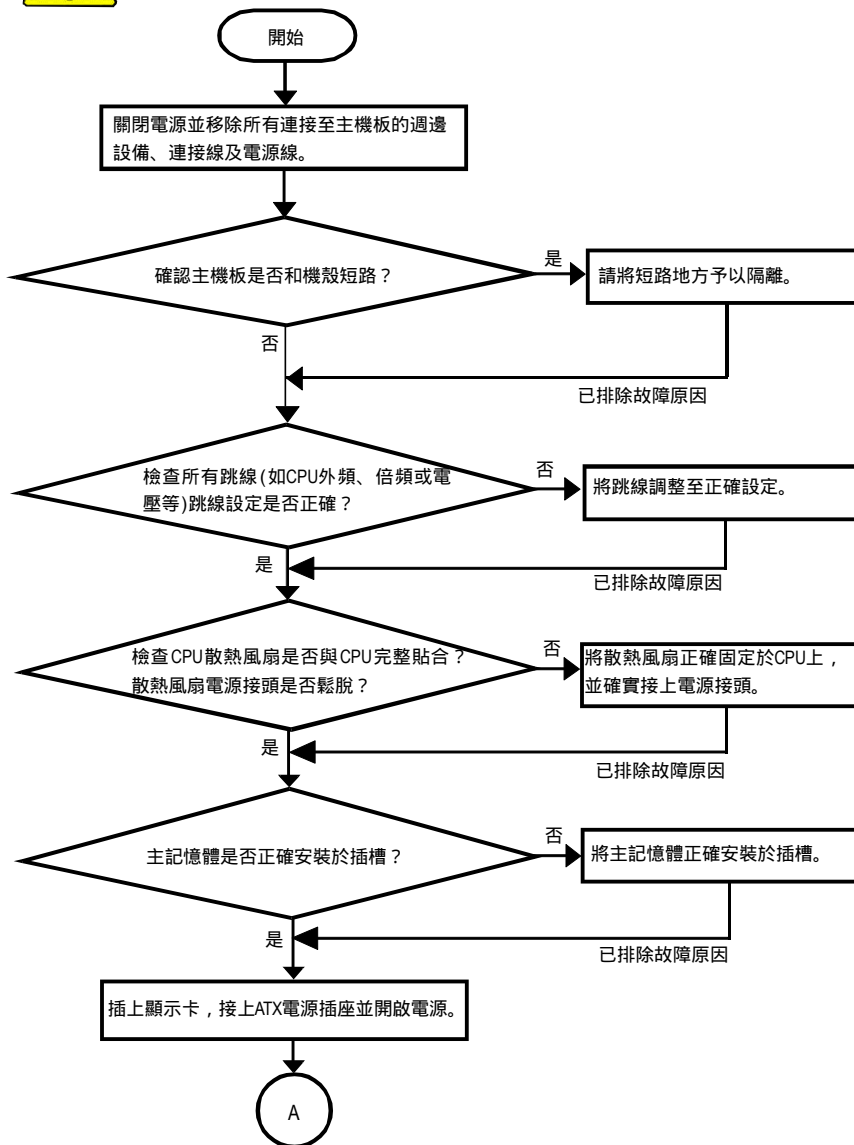 開始
關閉電源並移除所有連接至主機板的週邊
設備、連接線及電源線。
確認主機板是否和機殼短路？
是
請將短路地方予以隔離。
否
已排除故障原因
檢查所有跳線(如CPU外頻、倍頻或電
壓等)跳線設定是否正確？
否
將跳線調整至正確設定。
是
已排除故障原因
檢查CPU散熱風扇是否與CPU完整貼合？
散熱風扇電源接頭是否鬆脫？
否
將散熱風扇正確固定於CPU上，
並確實接上電源接頭。
是
已排除故障原因
主記憶體是否正確安裝於插槽？
否
將主記憶體正確安裝於插槽。
是
已排除故障原因
插上顯示卡，接上ATX電源插座並開啟電源。
A